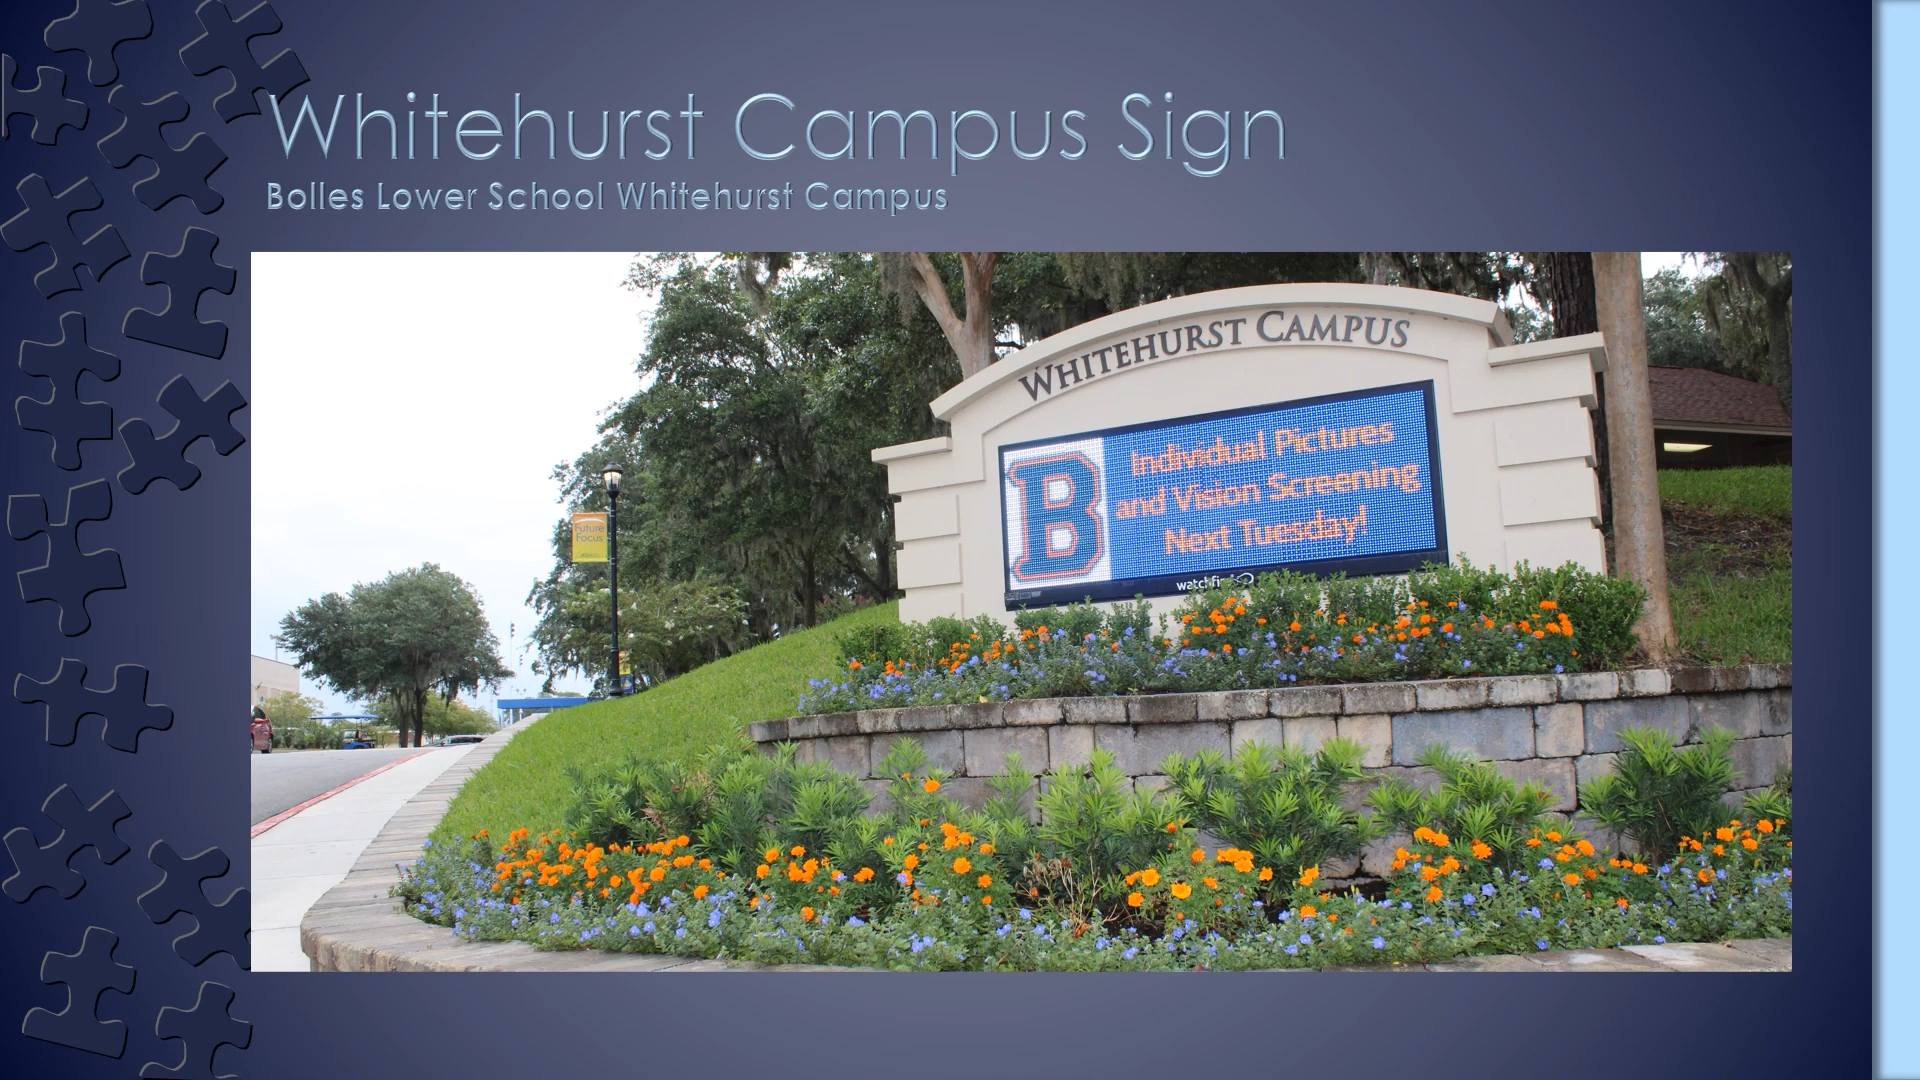 Whitehurst Campus Sign
Bolles Lower School Whitehurst Campus
WHITEHURST CAMPUS
B
Individual Pictures
and Vision Screening
Next Tuesday!
Future
Focus